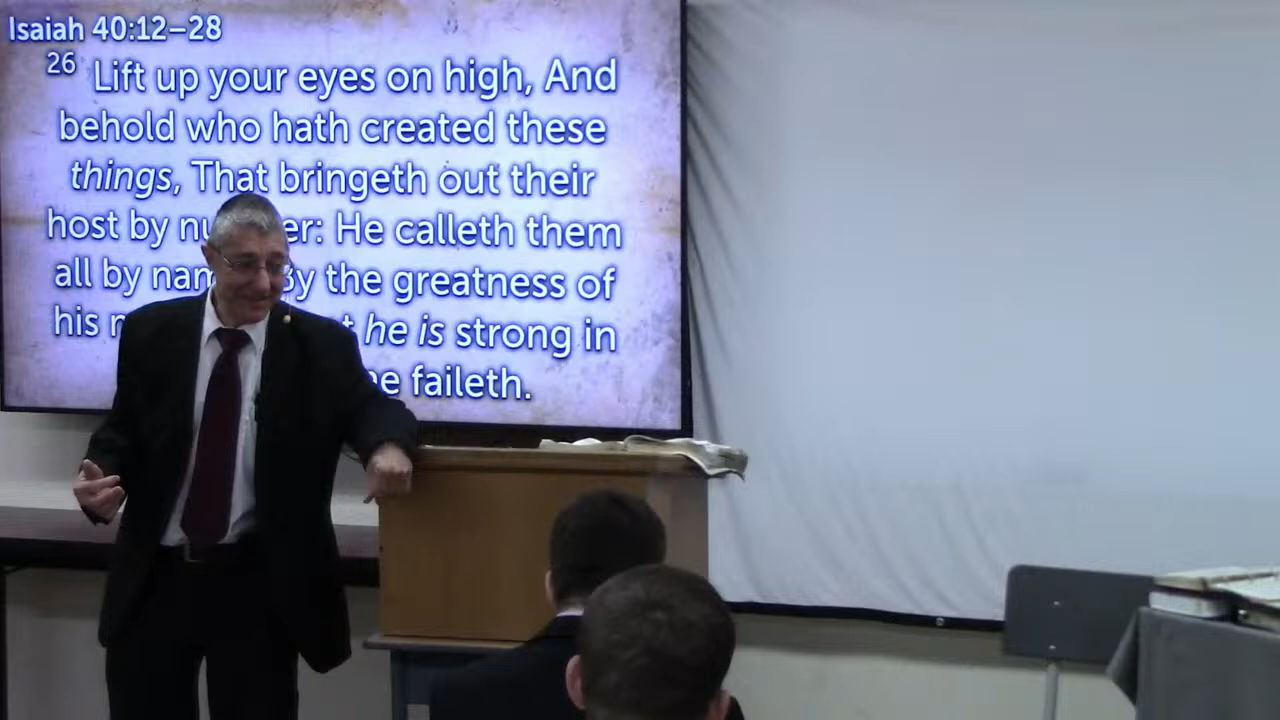 Isaiah 40:12–28
26 Lift up your eyes on high, And
behold who hath created these
things, That bringeth out their
host by er: He calleth them
all by By the greatness of
his he is strong in
faileth.